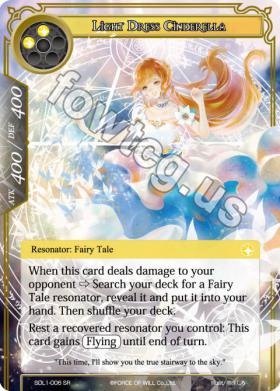 Light Dress Cinderella
ATK 400 / DEF 400
fowtcg.us
Resonator: Fairy Tale
When this card deals damage to your
opponent ⇨ Search your deck for a Fairy
Tale resonator, reveal it and put it into your
hand. Then shuffle your deck.
Rest a recovered resonator you control: This
card gains Flying until end of turn.
"This time, I'll show you the true stairway to the sky."
SDL1-006 SR
©FORCE OF WILL Co.,Ltd.